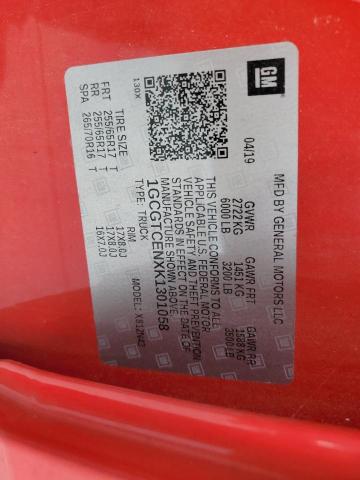 GM
MFD BY GENERAL MOTORS LLC
04/19 GVWR GAWR FRT GAWR RR
2722 KG 1451 KG 1588 KG
6000 LB 3200 LB 3500 LB
THIS VEHICLE CONFORMS TO ALL
APPLICABLE U.S. FEDERAL MOTOR
VEHICLE SAFETY AND THEFT PREVENTION
STANDARDS IN EFFECT ON THE DATE OF
MANUFACTURE SHOWN ABOVE.
1GCGTCENXK1301058
TYPE: TRUCK MODEL:
130X
TIRE SIZE RIM
FRT 255/65R17 T 17X8.0J
RR 255/65R17 T 17X8.0J
SPA 265/70R16 T 16X7.0J